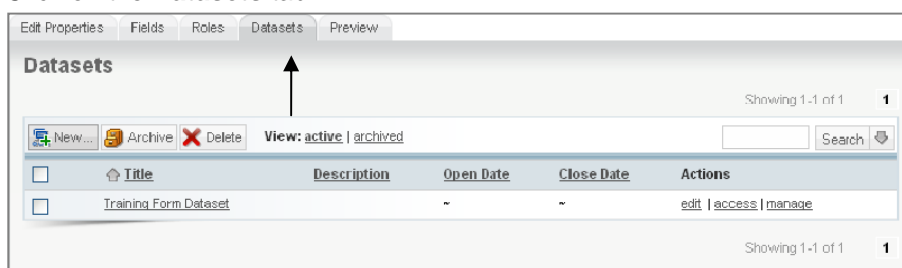 Edit Properties Fields Roles Datasets Preview
Datasets
Showing 1-1 of 1 1
New... Archive Delete View: active | archived Search
Title Description Open Date Close Date Actions
Training Form Dataset ~ ~ edit | access | manage
Showing 1-1 of 1 1